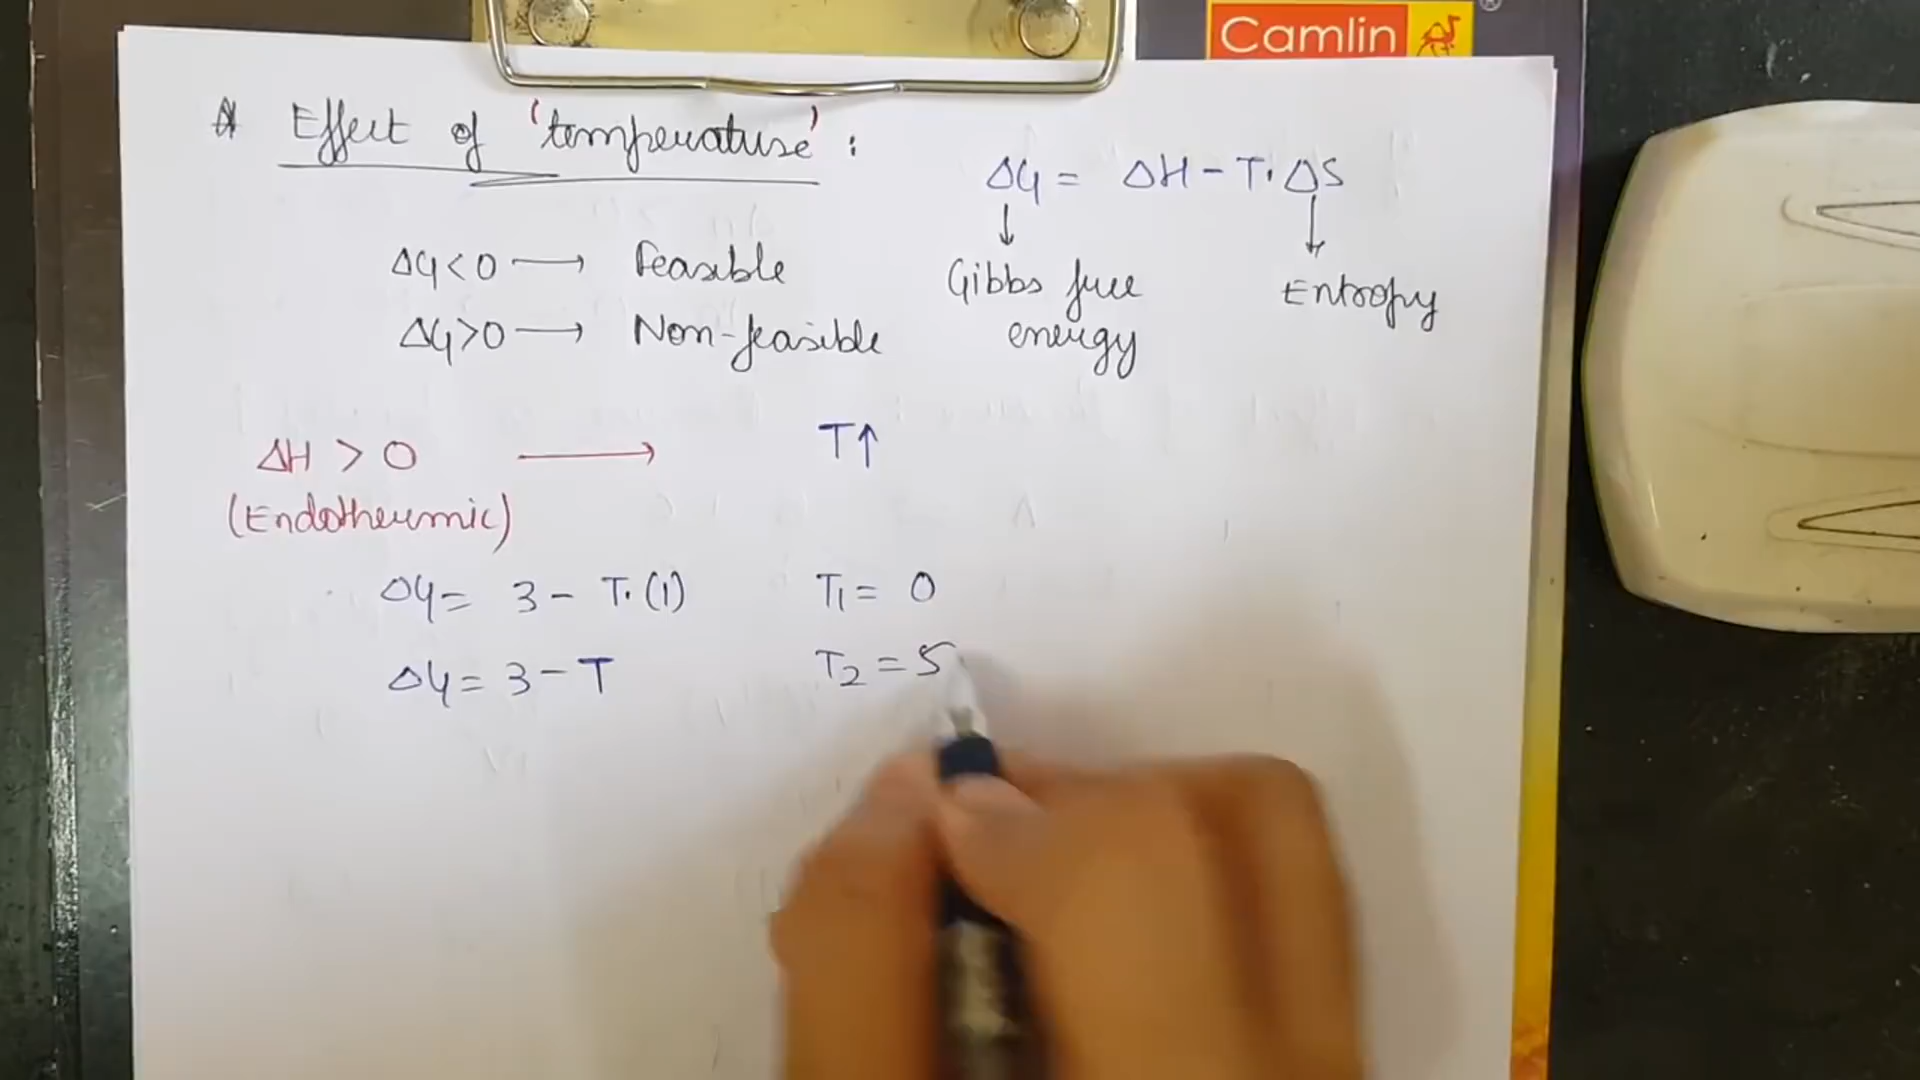 Camlin
* Effect of 'temperature' :
ΔG = ΔH - T. ΔS
ΔG < 0 → Feasible
Gibbs free energy
Entropy
ΔG > 0 → Non-feasible
ΔH > 0 → T↑
(Endothermic)
ΔG = 3 - T. (1) T₁ = 0
ΔG = 3 - T T₂ = 5